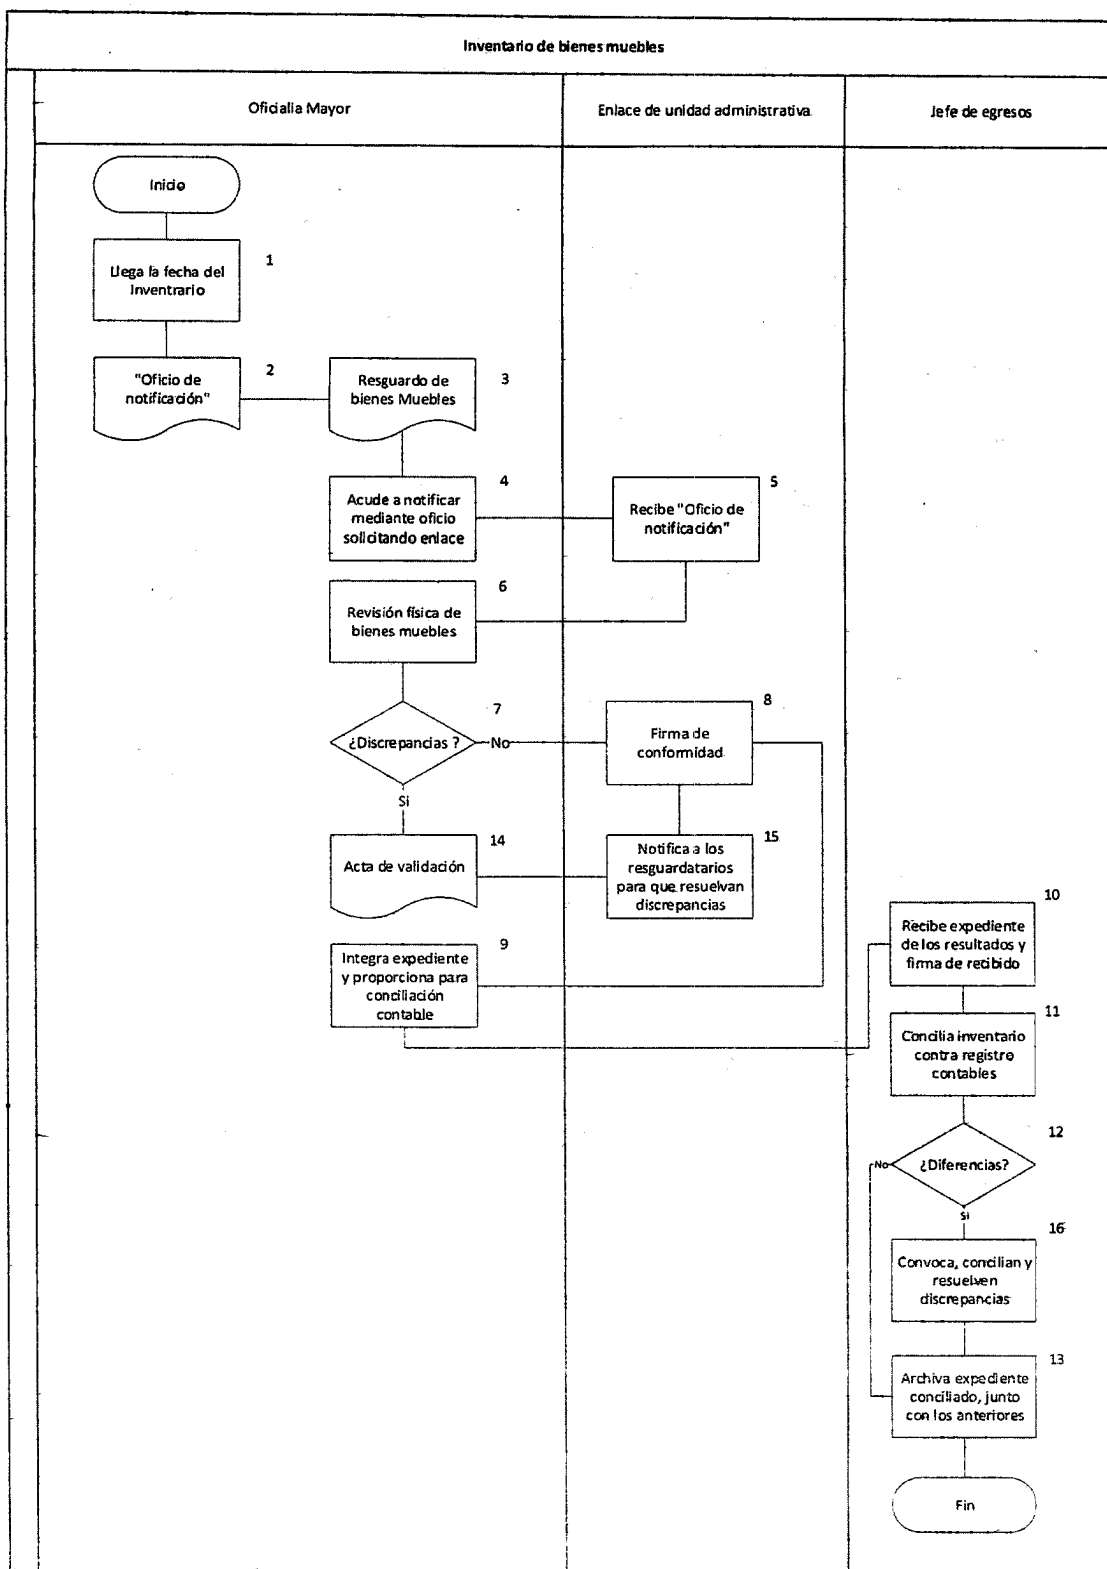 Inventario de bienes muebles
Oficialia Mayor
Enlace de unidad administrativa
Jefe de egresos
Inicio
1
Llega la fecha del
Inventrario
2
"Oficio de
notificación"
3
Resguardo de
bienes Muebles
4
Acude a notificar
mediante oficio
solicitando enlace
5
Recibe "Oficio de
notificación"
6
Revisión física de
bienes muebles
7
¿Discrepancias ?
No
Si
8
Firma de
conformidad
14
Acta de validación
15
Notifica a los
resguardatarios
para que resuelvan
discrepancias
9
Integra expediente
y proporciona para
conciliación
contable
10
Recibe expediente
de los resultados y
firma de recibido
11
Concilia inventario
contra registro
contables
12
¿Diferencias?
No
Si
16
Convoca, concilian y
resuelven
discrepancias
13
Archiva expediente
conciliado, junto
con los anteriores
Fin